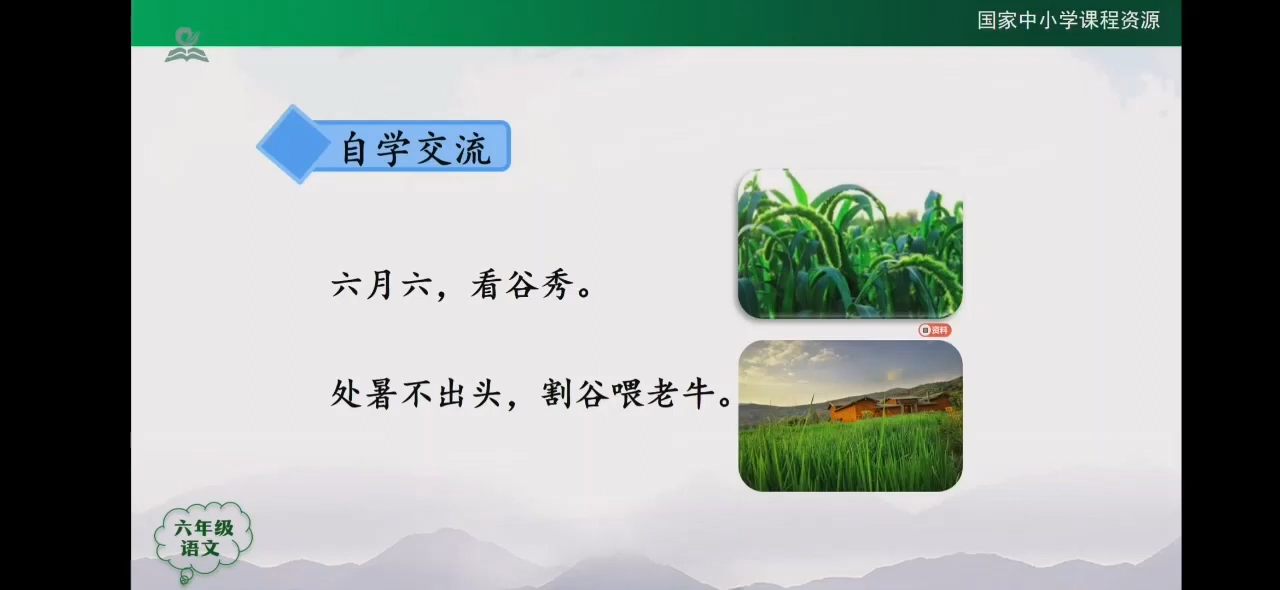 国家中小学课程资源
自学交流
六月六，看谷秀。
资料
处暑不出头，割谷喂老牛。
六年级
语文